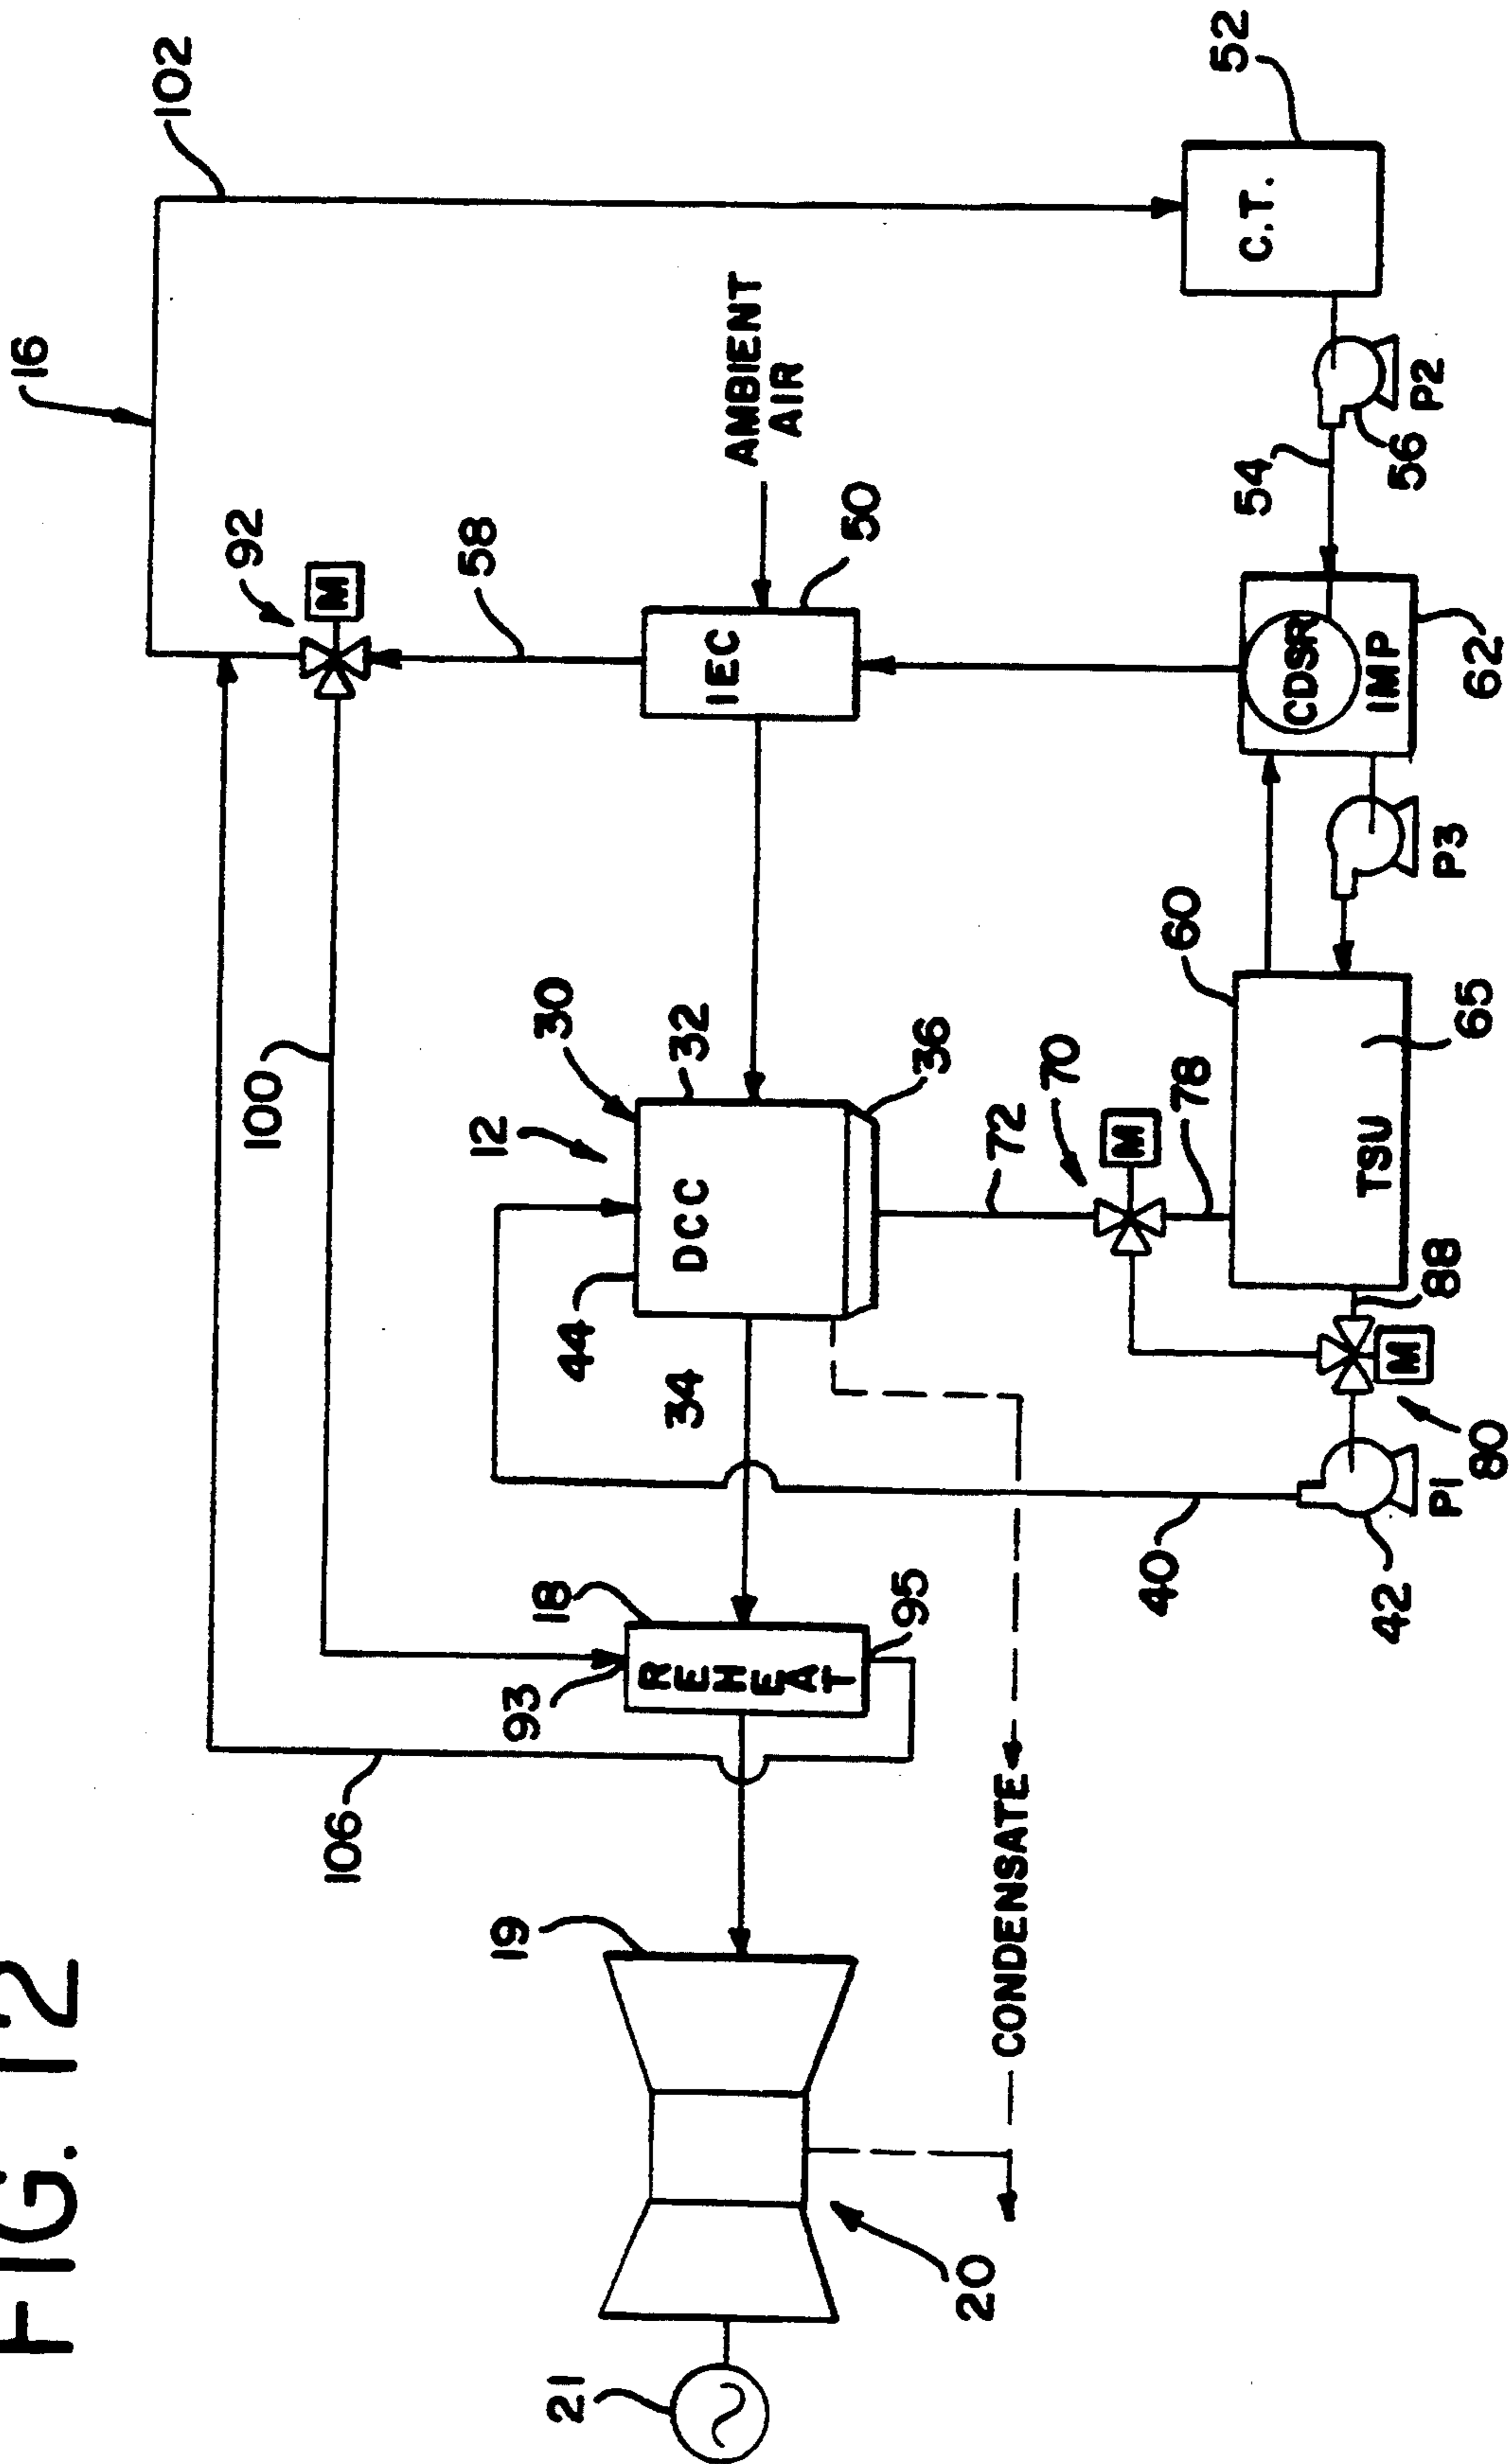 FIG. 12
16
102
92
M
58
100
106
AMBIENT
AIR
50
IEC
52
C.T.
54
56
P2
CDSR
IMP
62
P3
60
65
TSU
30
32
12
DCC
44
34
36
72
70
M
78
88
M
80
P1
42
40
18
93
REHEAT
95
19
20
21
CONDENSATE